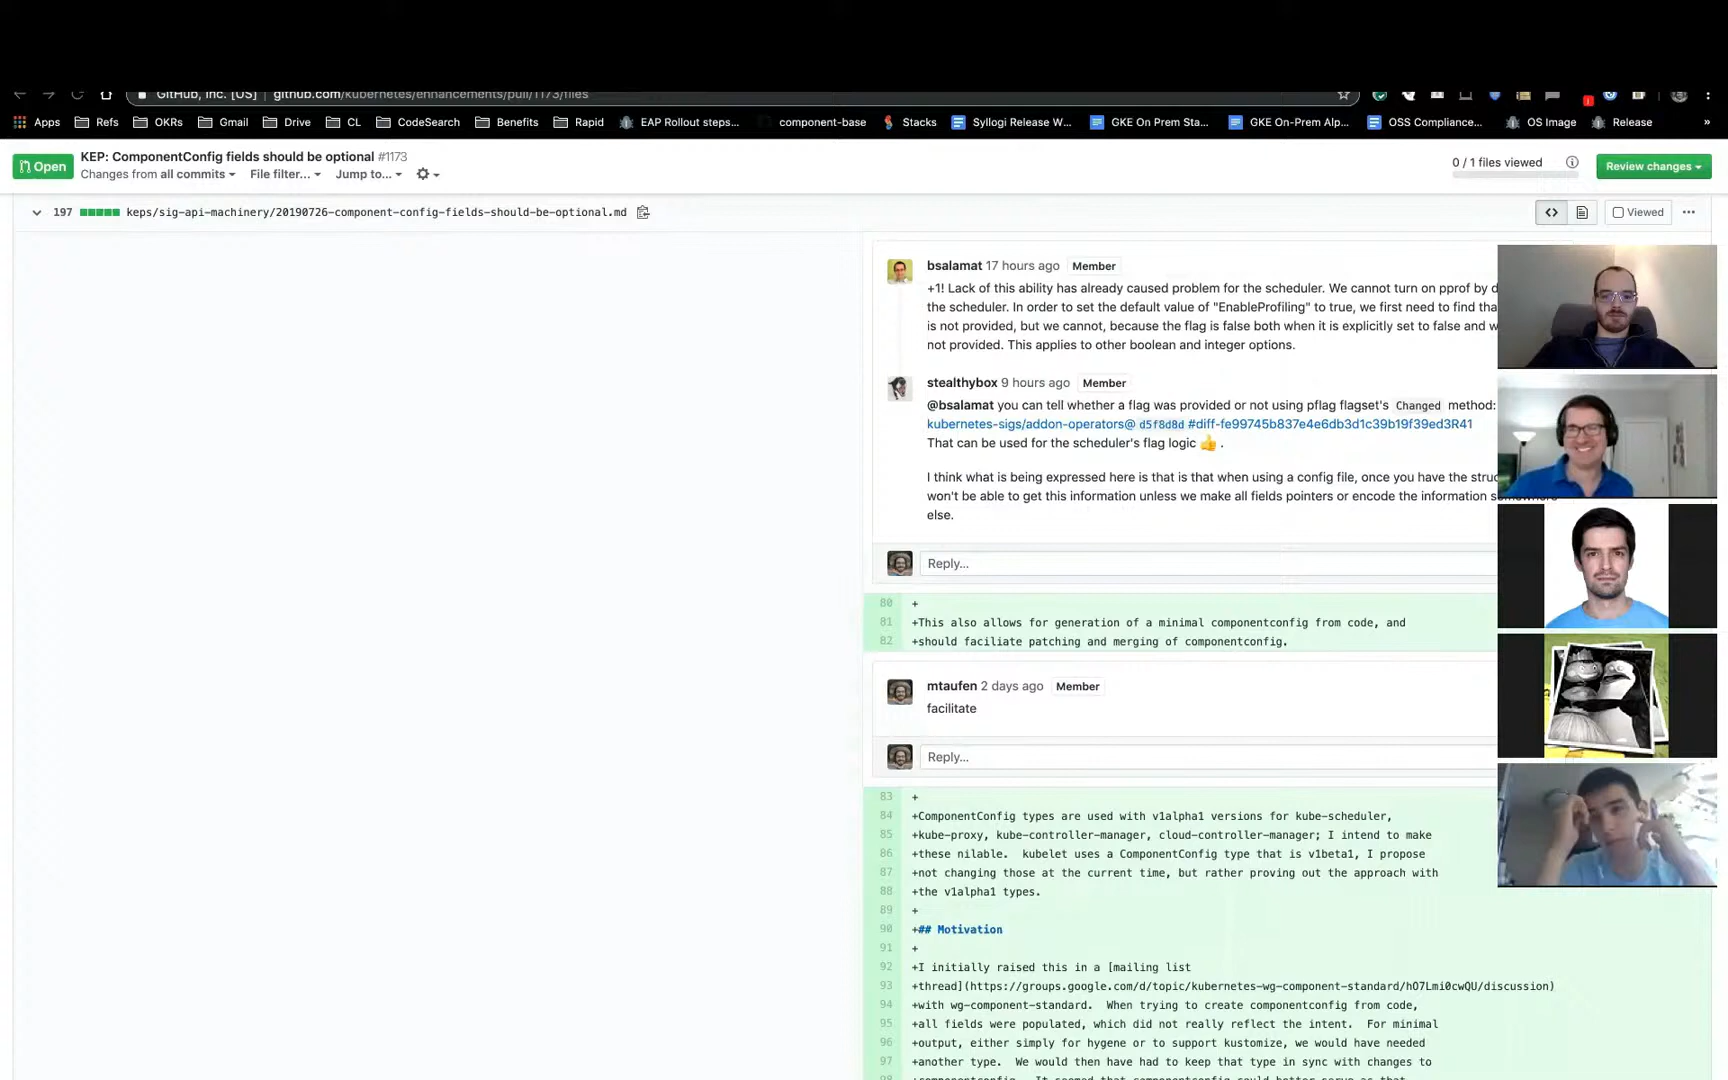 GitHub, Inc. [US] | github.com/kubernetes/enhancements/pull/1173/files
Apps Refs OKRs Gmail Drive CL CodeSearch Benefits Rapid EAP Rollout steps... component-base Stacks Syllogi Release W... GKE On Prem Sta... GKE On-Prem Alp... OSS Compliance... OS Image Release »
Open KEP: ComponentConfig fields should be optional #1173
Changes from all commits File filter... Jump to...
0 / 1 files viewed
Review changes
197 keps/sig-api-machinery/20190726-component-config-fields-should-be-optional.md
Viewed
bsalamat 17 hours ago Member
+1! Lack of this ability has already caused problem for the scheduler. We cannot turn on pprof by d
the scheduler. In order to set the default value of "EnableProfiling" to true, we first need to find tha
is not provided, but we cannot, because the flag is false both when it is explicitly set to false and w
not provided. This applies to other boolean and integer options.
stealthybox 9 hours ago Member
@bsalamat you can tell whether a flag was provided or not using pflag flagset's Changed method:
kubernetes-sigs/addon-operators@d5f8d8d#diff-fe99745b837e4e6db3d1c39b19f39ed3R41
That can be used for the scheduler's flag logic 👍 .
I think what is being expressed here is that is that when using a config file, once you have the struc
won't be able to get this information unless we make all fields pointers or encode the information somewhere
else.
Reply...
80 +
81 +This also allows for generation of a minimal componentconfig from code, and
82 +should faciliate patching and merging of componentconfig.
mtaufen 2 days ago Member
facilitate
Reply...
83 +
84 +ComponentConfig types are used with v1alpha1 versions for kube-scheduler,
85 +kube-proxy, kube-controller-manager, cloud-controller-manager; I intend to make
86 +these nilable.  kubelet uses a ComponentConfig type that is v1beta1, I propose
87 +not changing those at the current time, but rather proving out the approach with
88 +the v1alpha1 types.
89 +
90 +## Motivation
91 +
92 +I initially raised this in a [mailing list
93 +thread](https://groups.google.com/d/topic/kubernetes-wg-component-standard/hO7Lmi0cwQU/discussion)
94 +with wg-component-standard.  When trying to create componentconfig from code,
95 +all fields were populated, which did not really reflect the intent.  For minimal
96 +output, either simply for hygene or to support kustomize, we would have needed
97 +another type.  We would then have had to keep that type in sync with changes to
98 +componentconfig.  It seemed that componentconfig could better serve as that